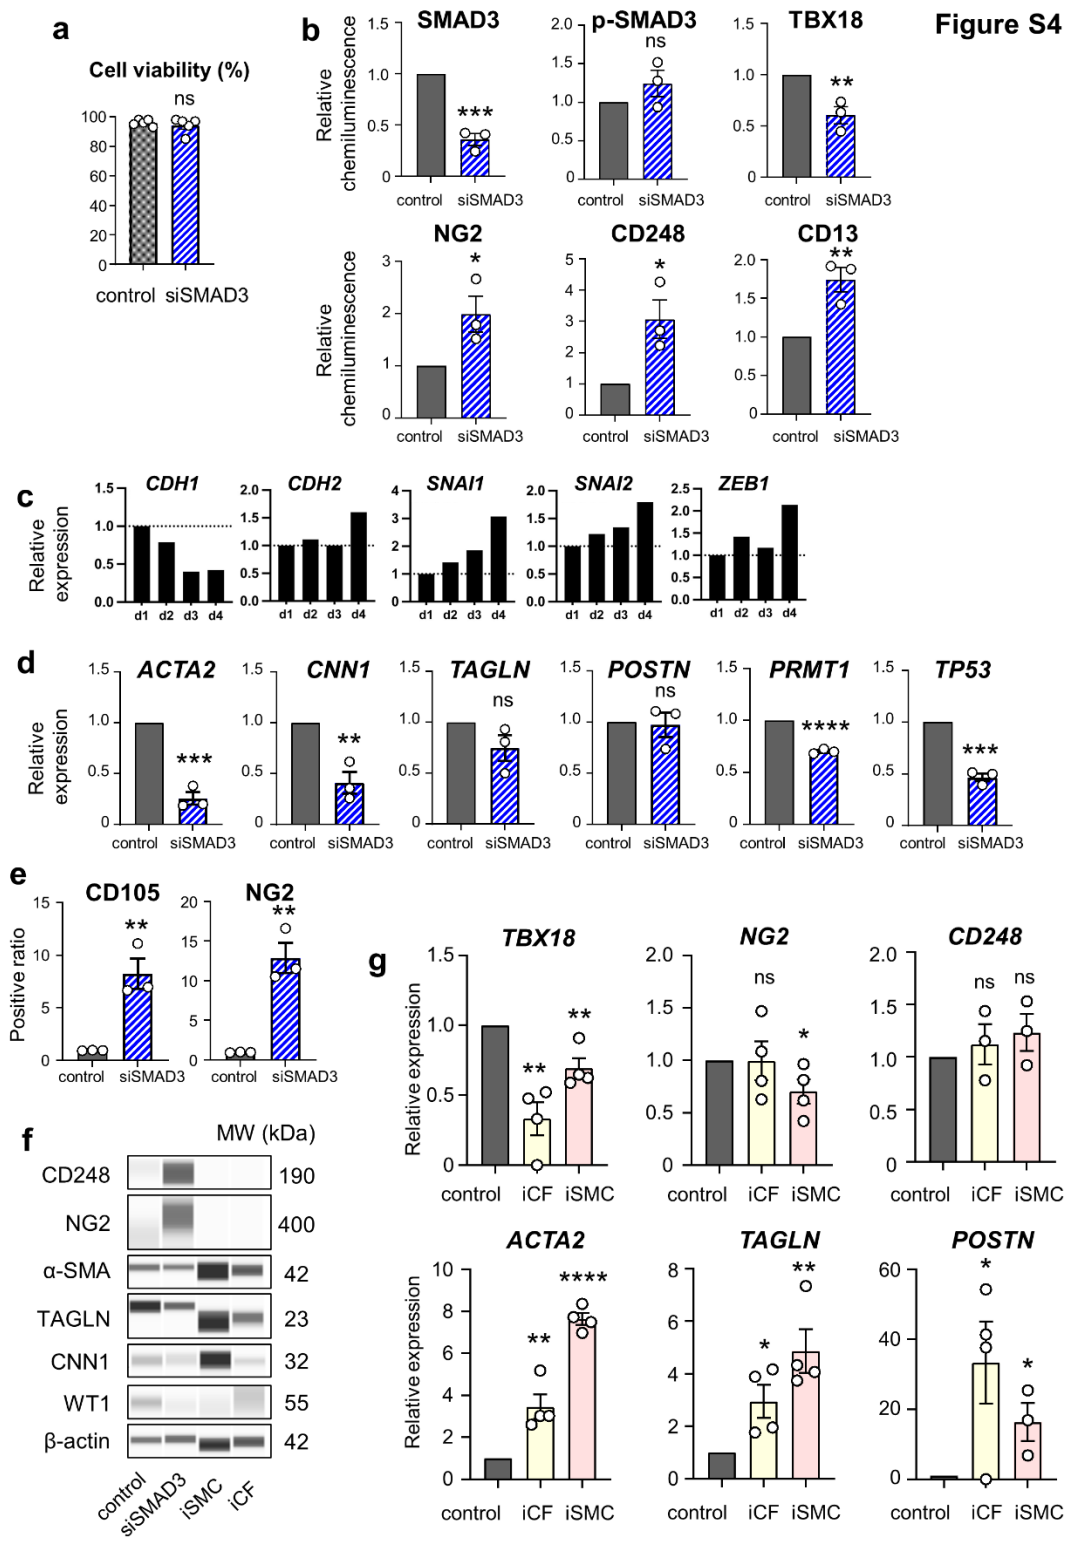 Figure S4
a
Cell viability (%)
ns
100
80
60
40
20
0
control siSMAD3
b
SMAD3 p-SMAD3 TBX18
Relative chemiluminescence
1.5
1.0
0.5
0
***
control siSMAD3
2.0
1.5
1.0
0.5
0
ns
control siSMAD3
1.5
1.0
0.5
0
**
control siSMAD3
NG2 CD248 CD13
Relative chemiluminescence
3
2
1
0
*
control siSMAD3
5
4
3
2
1
0
*
control siSMAD3
2.0
1.5
1.0
0.5
0
**
control siSMAD3
c
Relative expression
CDH1
1.5
1.0
0.5
0.0
d1 d2 d3 d4
CDH2
2.0
1.5
1.0
0.5
0.0
d1 d2 d3 d4
SNAI1
4
3
2
1
0
d1 d2 d3 d4
SNAI2
2.0
1.5
1.0
0.5
0.0
d1 d2 d3 d4
ZEB1
2.5
2.0
1.5
1.0
0.5
0.0
d1 d2 d3 d4
d
Relative expression
ACTA2
1.5
1.0
0.5
0
***
control siSMAD3
CNN1
1.5
1.0
0.5
0
**
control siSMAD3
TAGLN
1.5
1.0
0.5
0
ns
control siSMAD3
POSTN
1.5
1.0
0.5
0
ns
control siSMAD3
PRMT1
1.5
1.0
0.5
0
****
control siSMAD3
TP53
1.5
1.0
0.5
0
***
control siSMAD3
e
Positive ratio
CD105
15
10
5
0
**
control siSMAD3
NG2
20
15
10
5
0
**
control siSMAD3
f
MW (kDa)
CD248 190
NG2 400
α-SMA 42
TAGLN 23
CNN1 32
WT1 55
β-actin 42
control siSMAD3 iSMC iCF
g
Relative expression
TBX18
1.5
1.0
0.5
0
** **
control iCF iSMC
NG2
2.0
1.5
1.0
0.5
0
ns *
control iCF iSMC
CD248
2.0
1.5
1.0
0.5
0
ns ns
control iCF iSMC
Relative expression
ACTA2
10
8
6
4
2
0
** ****
control iCF iSMC
TAGLN
8
6
4
2
0
* **
control iCF iSMC
POSTN
60
40
20
0
* *
control iCF iSMC